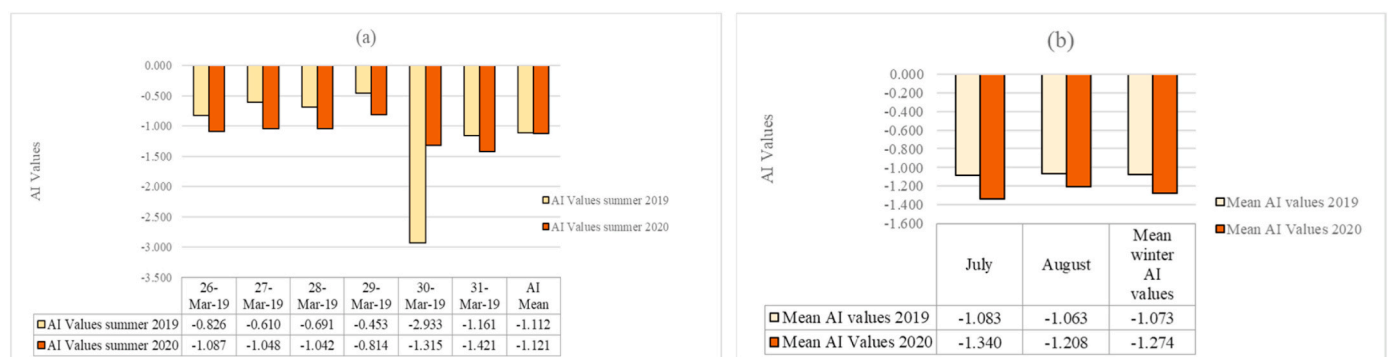 (a)
0.000
-0.500
-1.000
-1.500
-2.000
-2.500
-3.000
-3.500
AI Values
AI Values summer 2019
AI Values summer 2020
26-
Mar-19
27-
Mar-19
28-
Mar-19
29-
Mar-19
30-
Mar-19
31-
Mar-19
AI
Mean
AI Values summer 2019 -0.826 -0.610 -0.691 -0.453 -2.933 -1.161 -1.112
AI Values summer 2020 -1.087 -1.048 -1.042 -0.814 -1.315 -1.421 -1.121
(b)
0.000
-0.200
-0.400
-0.600
-0.800
-1.000
-1.200
-1.400
-1.600
AI Values
Mean AI values 2019
Mean AI Values 2020
July
August
Mean
winter
AI
values
Mean AI values 2019 -1.083 -1.063 -1.073
Mean AI Values 2020 -1.340 -1.208 -1.274